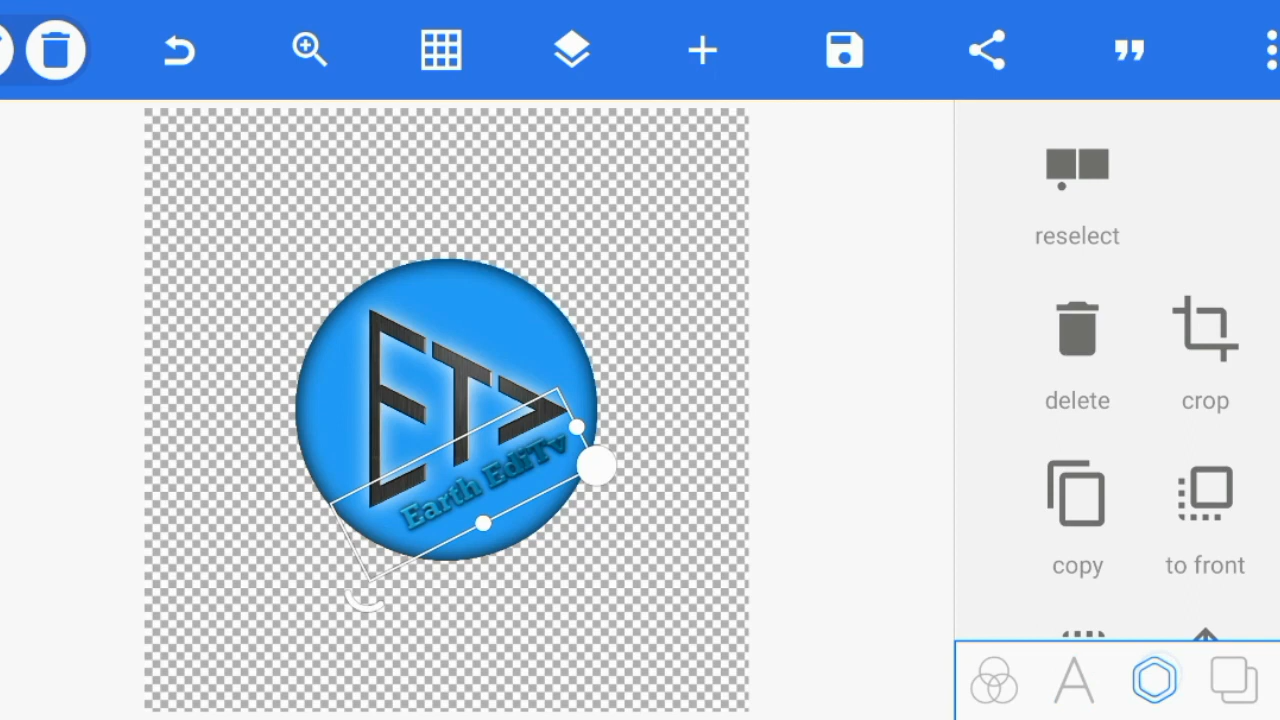 reselect
delete
crop
ET
Earth EdiTv
copy
to front